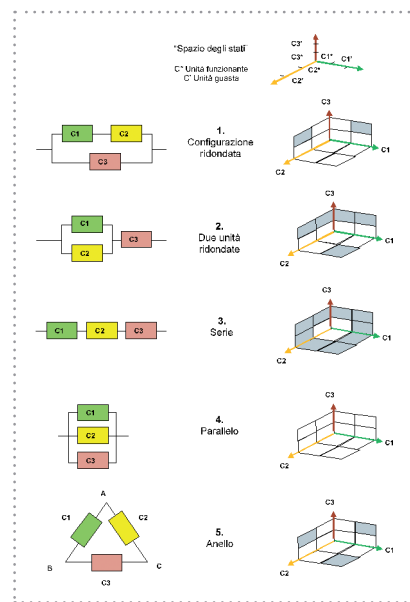 "Spazio degli stati"
C* Unità funzionante
C' Unità guasta
C3'
C3*
C1*
C1'
C2*
C2'
C1
C2
C3
1.
Configurazione
ridondata
C3
C1
C2
C1
C2
C3
2.
Due unità
ridondate
C3
C1
C2
C1
C2
C3
3.
Serie
C3
C1
C2
C1
C2
C3
4.
Parallelo
C3
C1
C2
A
C1
C2
B
C
C3
5.
Anello
C3
C1
C2